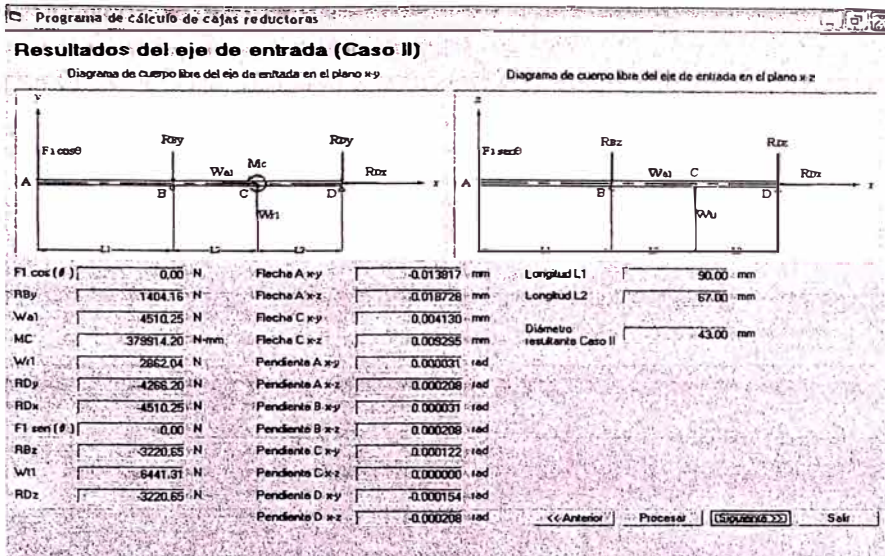 Programa de cálculo de cajas reductoras
Resultados del eje de entrada (Caso II)
Diagrama de cuerpo libre del eje de entrada en el plano x-y
Diagrama de cuerpo libre del eje de entrada en el plano x-z
Y
F1 cosθ
RBy
Wa1
Mc
RDy
RDx
x
A
B
C
D
Wr1
L1
L2
L2
z
F1 senθ
RBz
Wa1
C
RDz
RDx
x
A
B
D
L1
L2
L2
F1 cos (θ) 0,00 N
RBy 1404.16 N
Wa1 4510.25 N
MC 379914.20 N-mm
Wr1 2862.04 N
RDy -4266.20 N
RDx -4510.25 N
F1 sen (θ) 0,00 N
RBz -3220.65 N
Wt1 6441.31 N
RDz -3220.65 N
Flecha A x-y -0.013817 mm
Flecha A x-z -0.018728 mm
Flecha C x-y 0.004130 mm
Flecha C x-z 0.009295 mm
Pendiente A x-y 0.000031 rad
Pendiente A x-z 0.000208 rad
Pendiente B x-y 0.000031 rad
Pendiente B x-z 0.000208 rad
Pendiente C x-y 0.000122 rad
Pendiente C x-z 0.000000 rad
Pendiente D x-y -0.000154 rad
Pendiente D x-z -0.000208 rad
Longitud L1 90.00 mm
Longitud L2 67.00 mm
Diámetro
resultante Caso II 43.00 mm
<< Anterior
Procesar
Siguiente >>
Salir